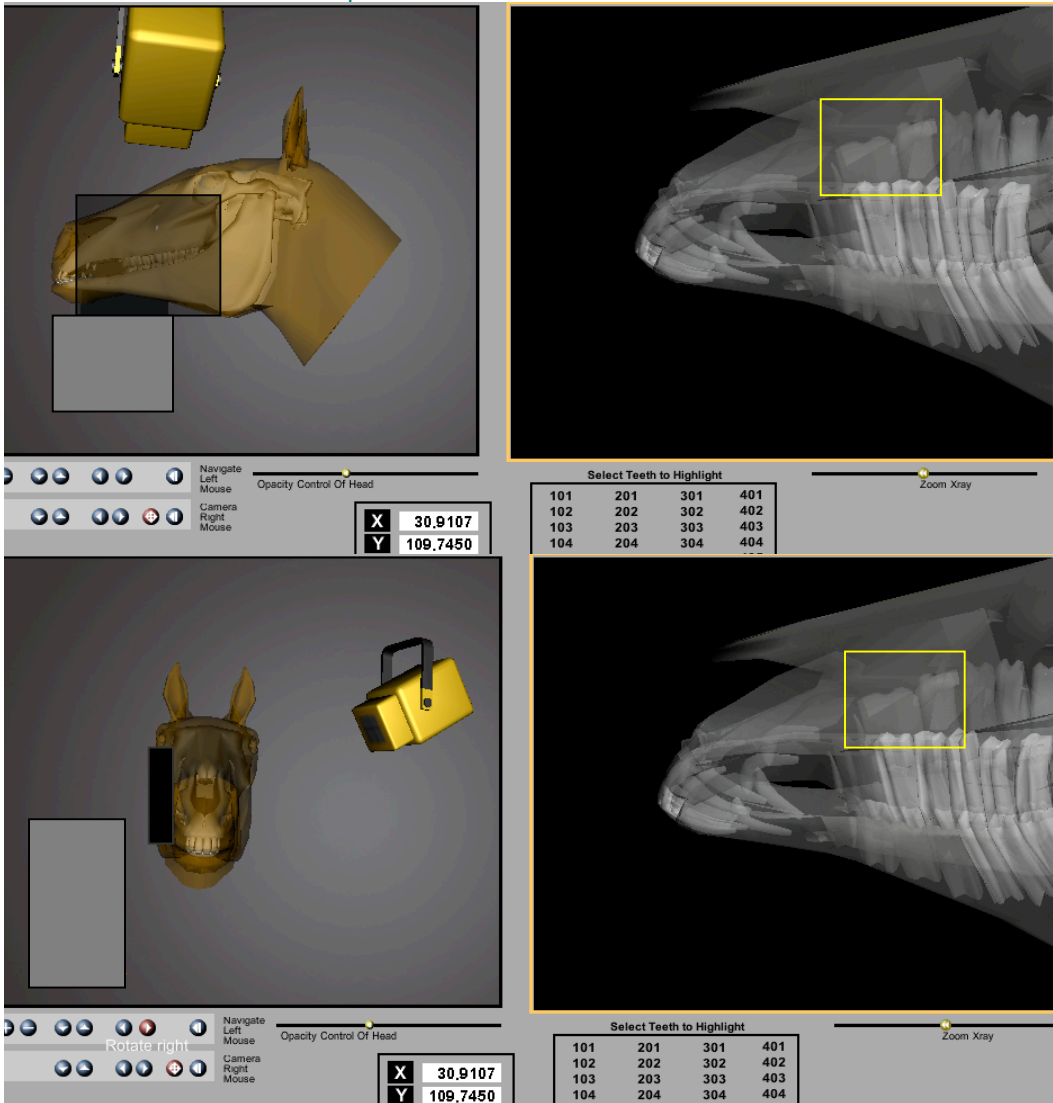 Navigate
Left
Mouse
Opacity Control Of Head
Camera
Right
Mouse
X 30,9107
Y 109,7450
Select Teeth to Highlight
101 201 301 401
102 202 302 402
103 203 303 403
104 204 304 404
Zoom Xray
Navigate
Left
Mouse
Opacity Control Of Head
Rotate right
Camera
Right
Mouse
X 30,9107
Y 109,7450
Select Teeth to Highlight
101 201 301 401
102 202 302 402
103 203 303 403
104 204 304 404
Zoom Xray